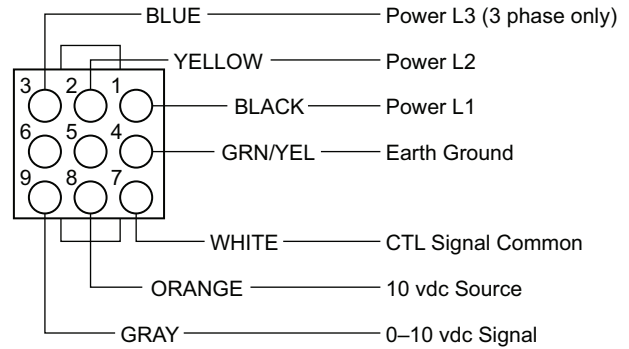 BLUE Power L3 (3 phase only)
YELLOW Power L2
3 2 1
BLACK Power L1
6 5 4
GRN/YEL Earth Ground
9 8 7
WHITE CTL Signal Common
ORANGE 10 vdc Source
GRAY 0–10 vdc Signal